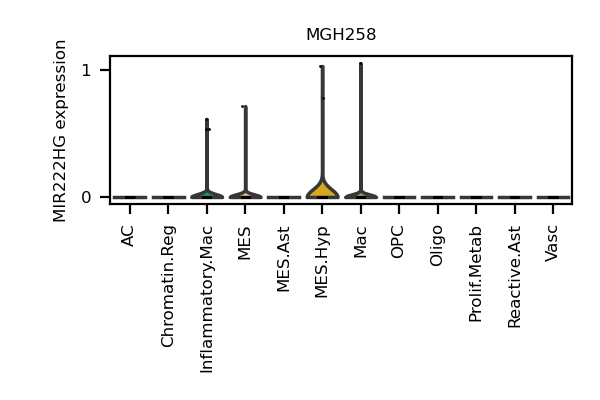 MGH258
MIR222HG expression
1
0
AC
Chromatin.Reg
Inflammatory.Mac
MES
MES.Ast
MES.Hyp
Mac
OPC
Oligo
Prolif.Metab
Reactive.Ast
Vasc